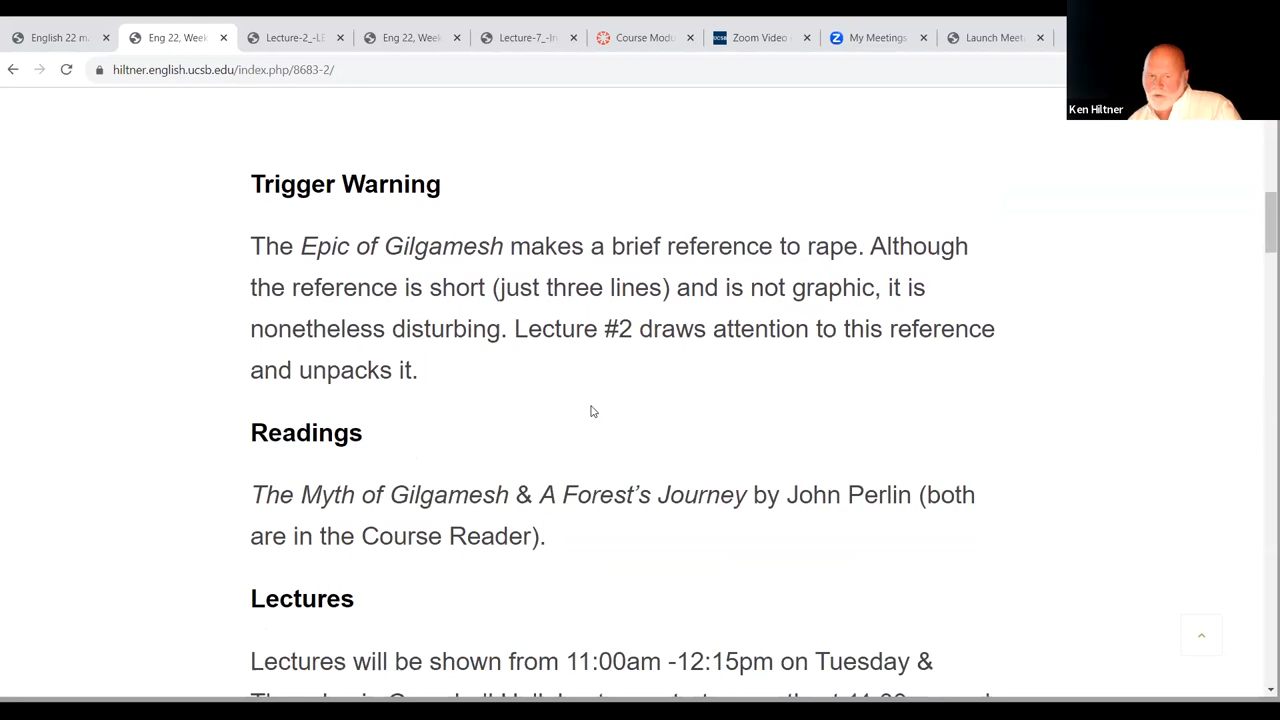 English 22 m
Eng 22, Week
Lecture-2_-LE
Eng 22, Week
Lecture-7_-In
Course Modu
UCSB
Zoom Video
My Meetings
Launch Meeti
hiltner.english.ucsb.edu/index.php/8683-2/
Ken Hiltner
Trigger Warning
The Epic of Gilgamesh makes a brief reference to rape. Although
the reference is short (just three lines) and is not graphic, it is
nonetheless disturbing. Lecture #2 draws attention to this reference
and unpacks it.
Readings
The Myth of Gilgamesh & A Forest’s Journey by John Perlin (both
are in the Course Reader).
Lectures
Lectures will be shown from 11:00am -12:15pm on Tuesday &